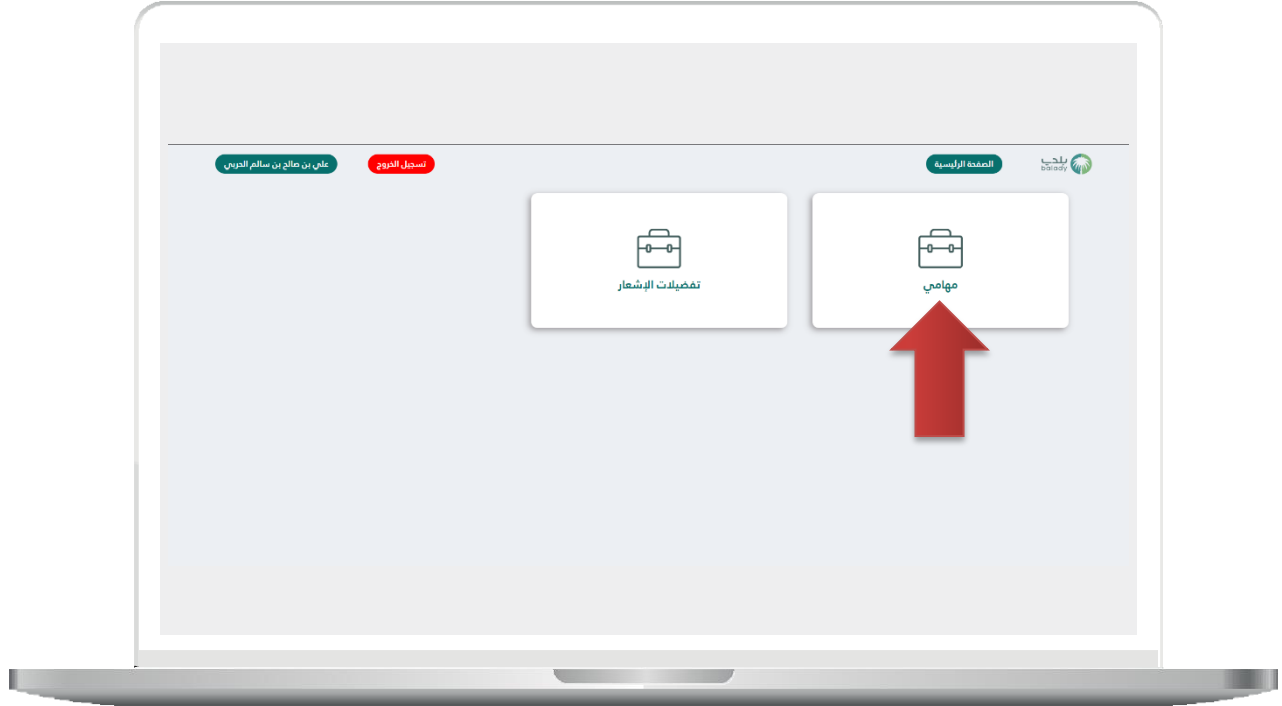 بلدي
balady
الصفحة الرئيسية
تسجيل الخروج
علي بن صالح بن سالم الحربي
مهامي
تفضيلات الإشعار